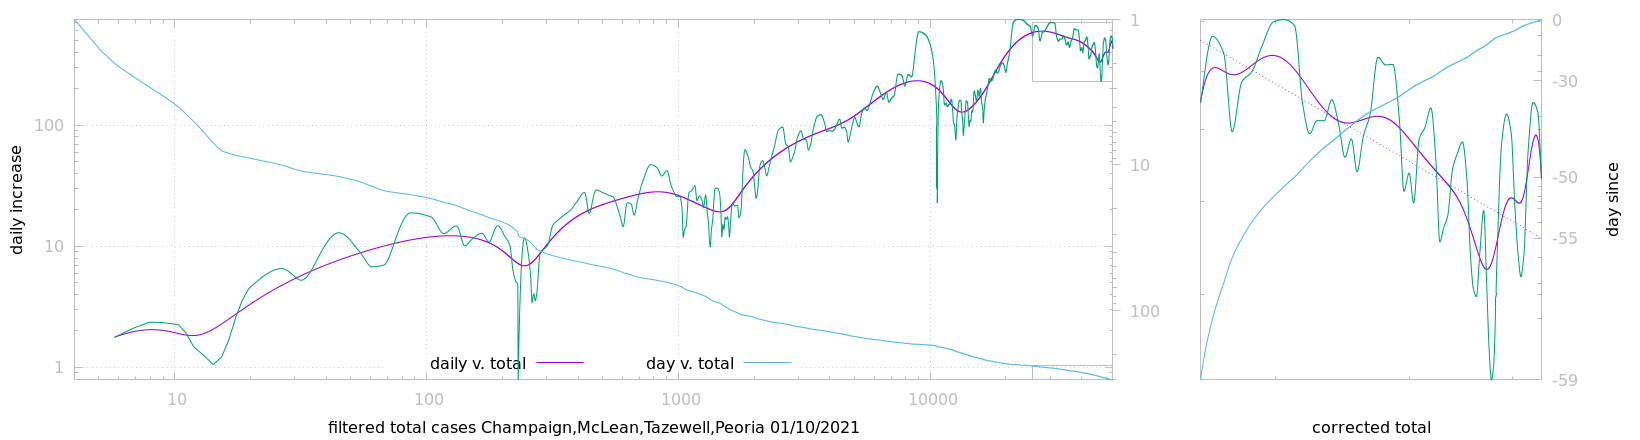 daily increase
100
10
1
1
10
100
daily v. total
day v. total
10
100
1000
10000
filtered total cases Champaign,McLean,Tazewell,Peoria 01/10/2021
0
-30
-50
-55
-59
day since
corrected total